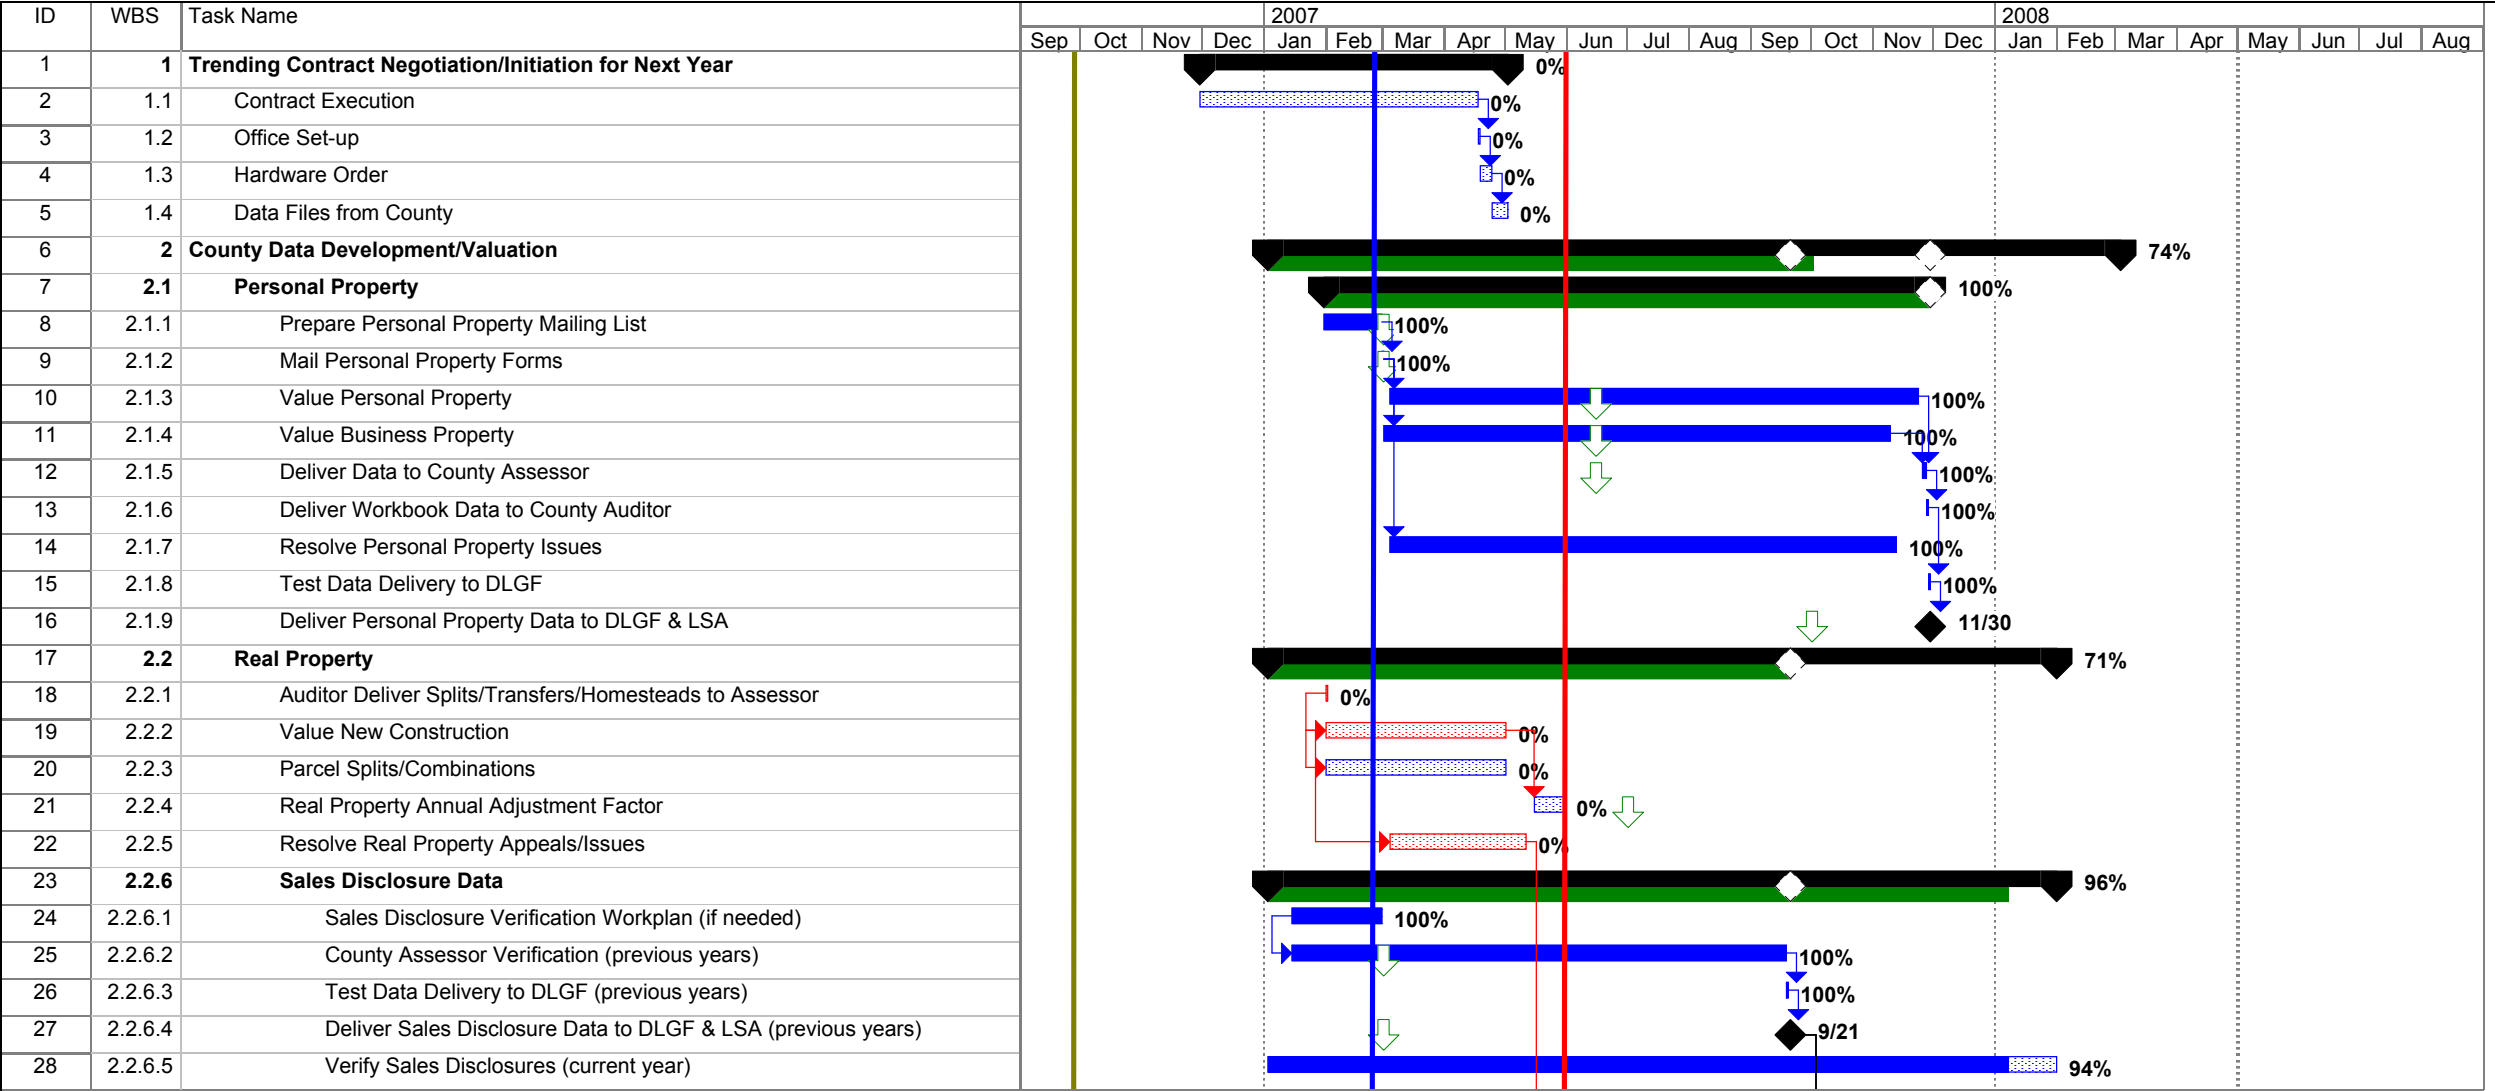 ID WBS Task Name 2007 2008
Sep Oct Nov Dec Jan Feb Mar Apr May Jun Jul Aug Sep Oct Nov Dec Jan Feb Mar Apr May Jun Jul Aug
1 1 Trending Contract Negotiation/Initiation for Next Year 0%
2 1.1 Contract Execution 0%
3 1.2 Office Set-up 0%
4 1.3 Hardware Order 0%
5 1.4 Data Files from County 0%
6 2 County Data Development/Valuation 74%
7 2.1 Personal Property 100%
8 2.1.1 Prepare Personal Property Mailing List 100%
9 2.1.2 Mail Personal Property Forms 100%
10 2.1.3 Value Personal Property 100%
11 2.1.4 Value Business Property 100%
12 2.1.5 Deliver Data to County Assessor 100%
13 2.1.6 Deliver Workbook Data to County Auditor 100%
14 2.1.7 Resolve Personal Property Issues 100%
15 2.1.8 Test Data Delivery to DLGF 100%
16 2.1.9 Deliver Personal Property Data to DLGF & LSA 11/30
17 2.2 Real Property 71%
18 2.2.1 Auditor Deliver Splits/Transfers/Homesteads to Assessor 0%
19 2.2.2 Value New Construction 0%
20 2.2.3 Parcel Splits/Combinations 0%
21 2.2.4 Real Property Annual Adjustment Factor 0%
22 2.2.5 Resolve Real Property Appeals/Issues 0%
23 2.2.6 Sales Disclosure Data 96%
24 2.2.6.1 Sales Disclosure Verification Workplan (if needed) 100%
25 2.2.6.2 County Assessor Verification (previous years) 100%
26 2.2.6.3 Test Data Delivery to DLGF (previous years) 100%
27 2.2.6.4 Deliver Sales Disclosure Data to DLGF & LSA (previous years) 9/21
28 2.2.6.5 Verify Sales Disclosures (current year) 94%